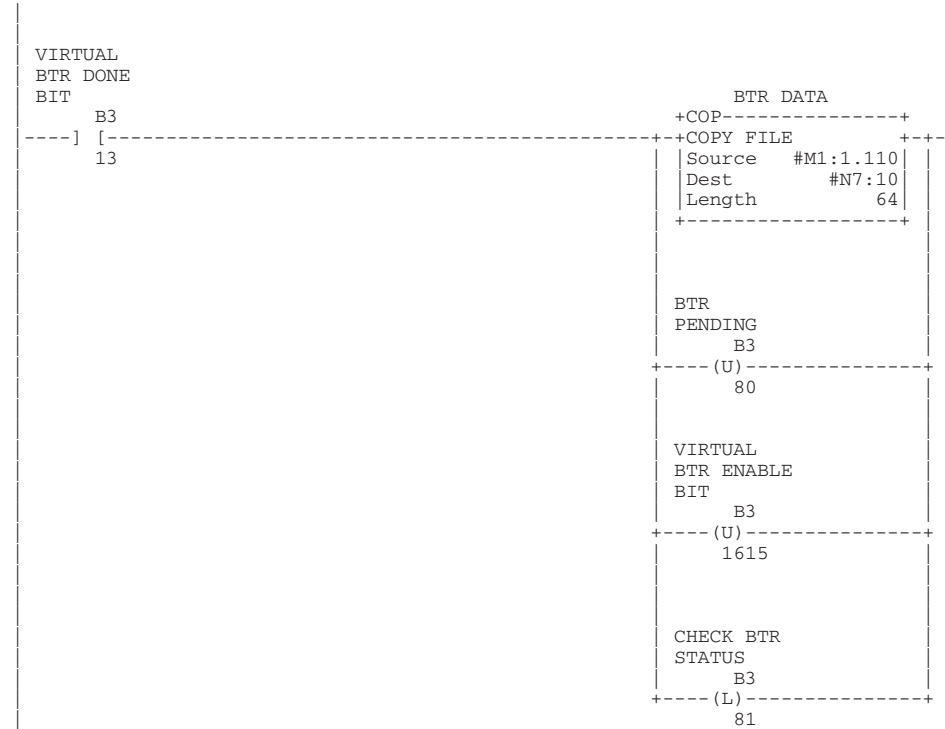 VIRTUAL
BTR DONE
BIT
BTR DATA
B3
+COP---------------+
----] [----------------------------------------------+-+COPY FILE +-+-
13
Source #M1:1.110
Dest #N7:10
Length 64
+------------------+
BTR
PENDING
B3
+----(U)---------------+
80
VIRTUAL
BTR ENABLE
BIT
B3
+----(U)---------------+
1615
CHECK BTR
STATUS
B3
+----(L)---------------+
81